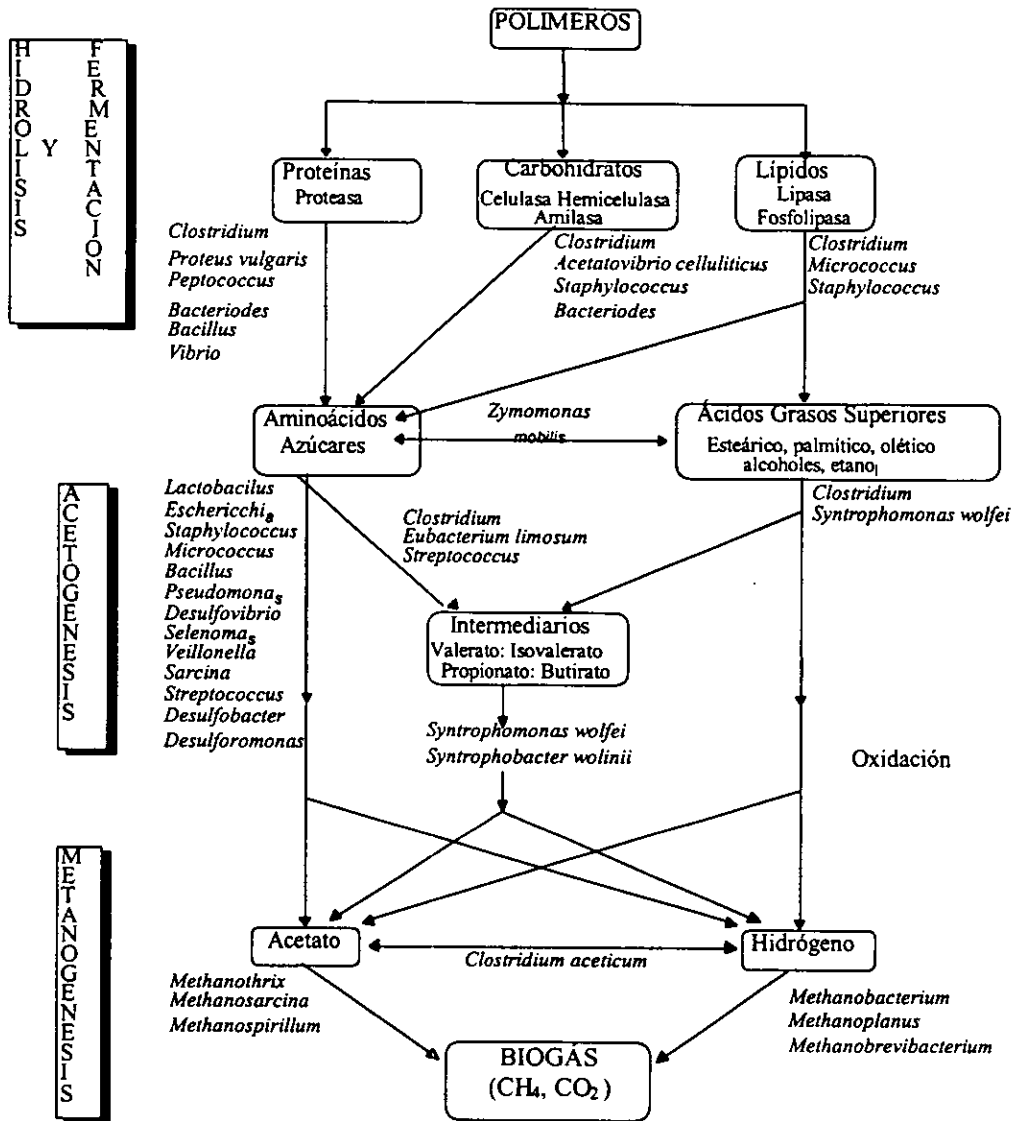 POLIMEROS
HIDROLISIS
Y
FERMENTACION
Proteínas
Proteasa
Carbohidratos
Celulasa Hemicelulasa
Amilasa
Lípidos
Lipasa
Fosfolipasa
Clostridium
Proteus vulgaris
Peptococcus
Bacteriodes
Bacillus
Vibrio
Clostridium
Acetatovibrio celluliticus
Staphylococcus
Bacteriodes
Clostridium
Micrococcus
Staphylococcus
Aminoácidos
Azúcares
Zymomonas
mobilis
Ácidos Grasos Superiores
Esteárico, palmítico, olético
alcoholes, etanol
ACETOGENESIS
Lactobacilus
Escherichia
Staphylococcus
Micrococcus
Bacillus
Pseudomonas
Desulfovibrio
Selenomas
Veillonella
Sarcina
Streptococcus
Desulfobacter
Desulforomonas
Clostridium
Eubacterium limosum
Streptococcus
Clostridium
Syntrophomonas wolfei
Intermediarios
Valerato: Isovalerato
Propionato: Butirato
Syntrophomonas wolfei
Syntrophobacter wolinii
Oxidación
METANOGENESIS
Acetato
Clostridium aceticum
Hidrógeno
Methanothrix
Methanosarcina
Methanospirillum
Methanobacterium
Methanoplanus
Methanobrevibacterium
BIOGÁS
(CH4, CO2 )